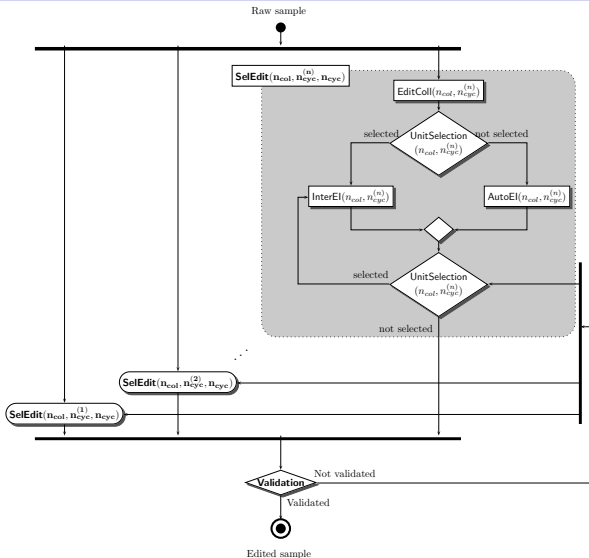 Raw sample
SelEdit(n_col, n_cyc^(n), n_cyc)
EditColl(n_col, n_cyc^(n))
UnitSelection
(n_col, n_cyc^(n))
selected
not selected
InterEI(n_col, n_cyc^(n))
AutoEI(n_col, n_cyc^(n))
UnitSelection
(n_col, n_cyc^(n))
selected
not selected
. . .
SelEdit(n_col, n_cyc^(2), n_cyc)
SelEdit(n_col, n_cyc^(1), n_cyc)
Validation
Not validated
Validated
Edited sample